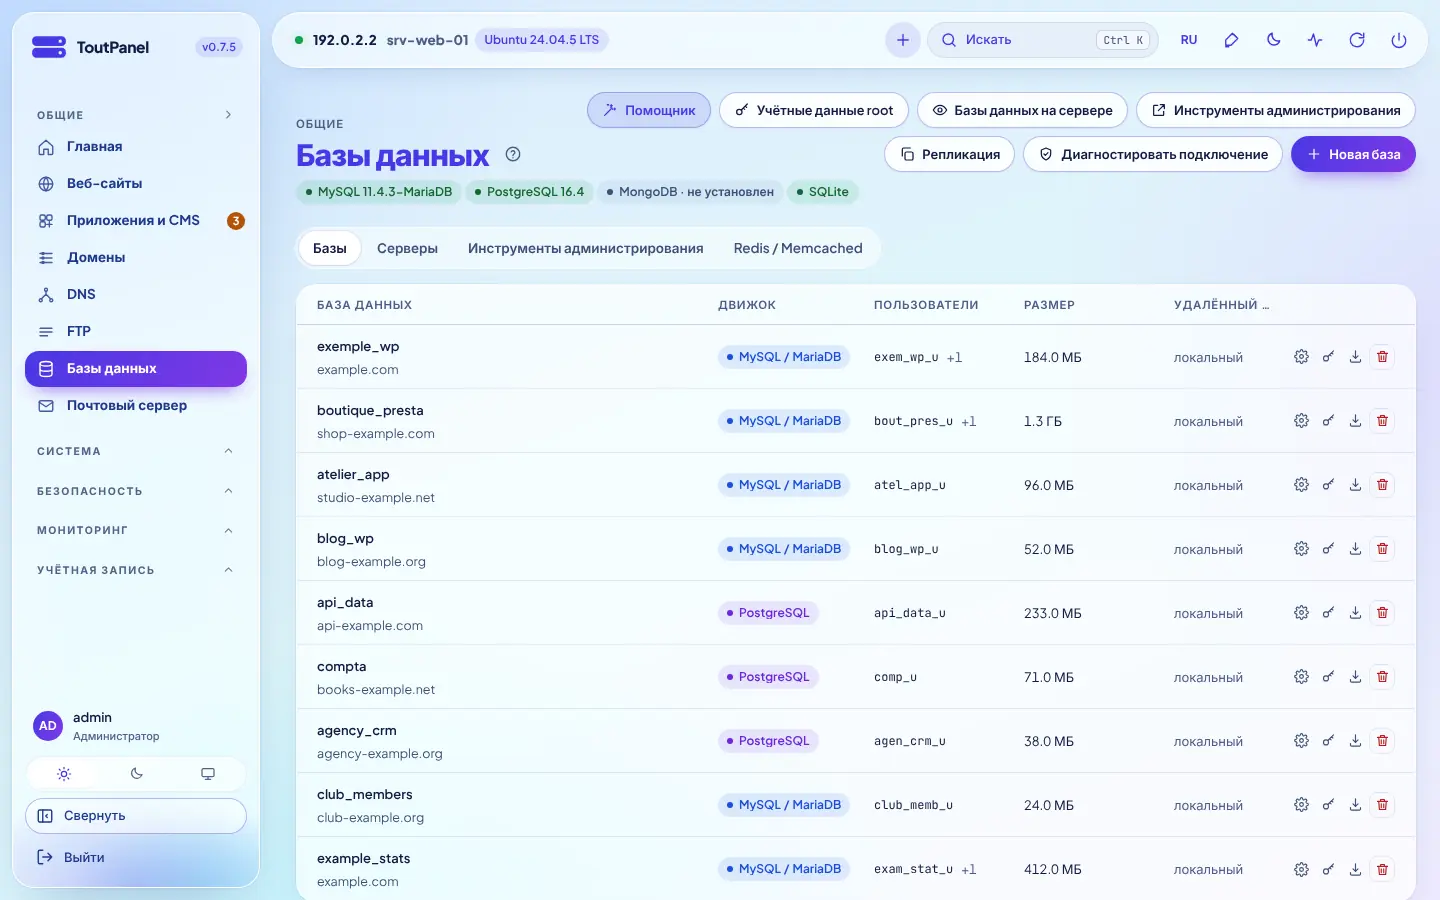 ToutPanel v0.7.5
ОБЩИЕ
Главная
Веб-сайты
Приложения и CMS 3
Домены
DNS
FTP
Базы данных
Почтовый сервер
СИСТЕМА
БЕЗОПАСНОСТЬ
МОНИТОРИНГ
УЧЁТНАЯ ЗАПИСЬ
AD admin
Администратор
Свернуть
Выйти
192.0.2.2 srv-web-01 Ubuntu 24.04.5 LTS
Искать Ctrl K RU
ОБЩИЕ
Базы данных
Помощник Учётные данные root Базы данных на сервере Инструменты администрирования
Репликация Диагностировать подключение Новая база
MySQL 11.4.3-MariaDB PostgreSQL 16.4 MongoDB · не установлен SQLite
Базы Серверы Инструменты администрирования Redis / Memcached
БАЗА ДАННЫХ ДВИЖОК ПОЛЬЗОВАТЕЛИ РАЗМЕР УДАЛЁННЫЙ …
exemple_wp
example.com MySQL / MariaDB exem_wp_u +1 184.0 МБ локальный
boutique_presta
shop-example.com MySQL / MariaDB bout_pres_u +1 1.3 ГБ локальный
atelier_app
studio-example.net MySQL / MariaDB atel_app_u 96.0 МБ локальный
blog_wp
blog-example.org MySQL / MariaDB blog_wp_u 52.0 МБ локальный
api_data
api-example.com PostgreSQL api_data_u 233.0 МБ локальный
compta
books-example.net PostgreSQL comp_u 71.0 МБ локальный
agency_crm
agency-example.org PostgreSQL agen_crm_u 38.0 МБ локальный
club_members
club-example.org MySQL / MariaDB club_memb_u 24.0 МБ локальный
example_stats
example.com MySQL / MariaDB exam_stat_u +1 412.0 МБ локальный